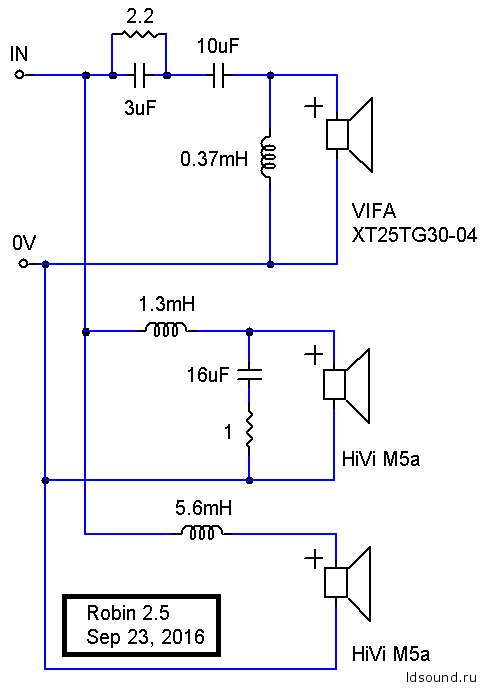 2.2
IN
10uF
+
3uF
0.37mH
VIFA
XT25TG30-04
0V
1.3mH
+
16uF
1
HiVi M5a
5.6mH
+
Robin 2.5
Sep 23, 2016
HiVi M5a
ldsound.ru